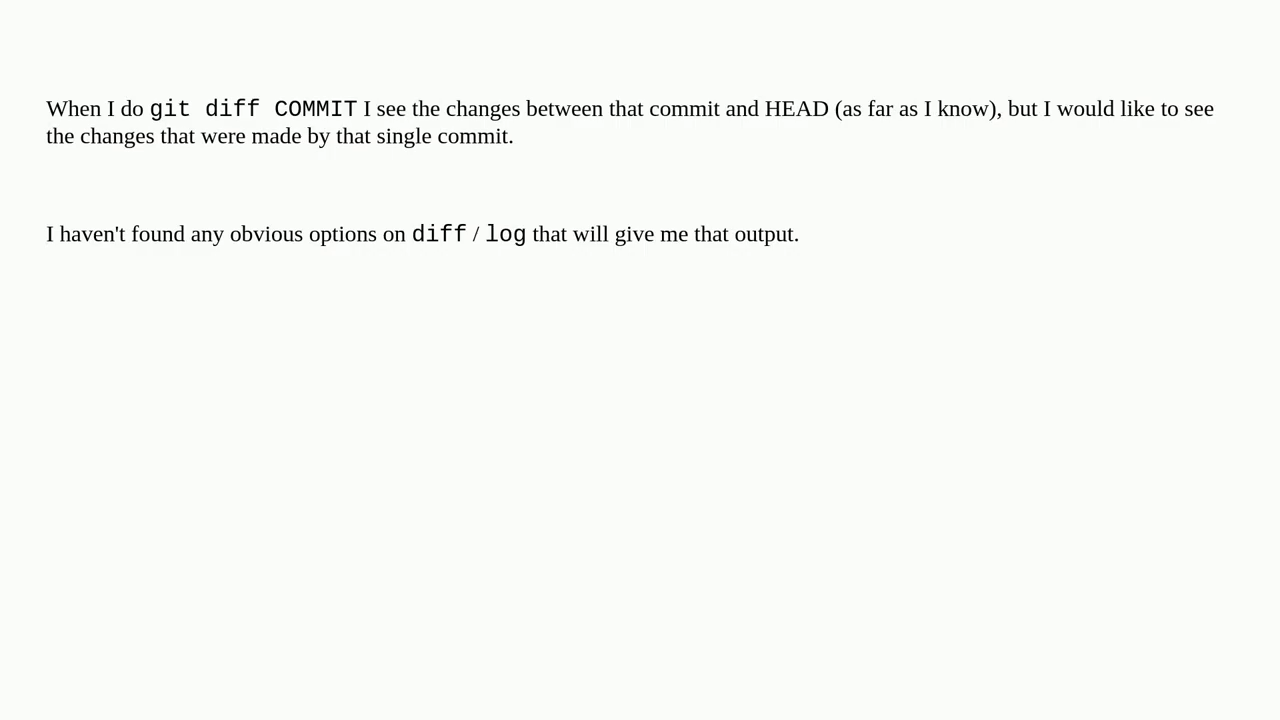 When I do git diff COMMIT I see the changes between that commit and HEAD (as far as I know), but I would like to see
the changes that were made by that single commit.
I haven't found any obvious options on diff / log that will give me that output.